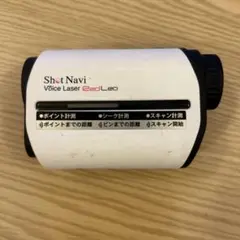 Shot Navi
Voice Laser Red Leo
●ポイント計測 ●シーク計測 ●スキャン計測
ポイントまでの距離 ピンまでの距離 スキャン開始